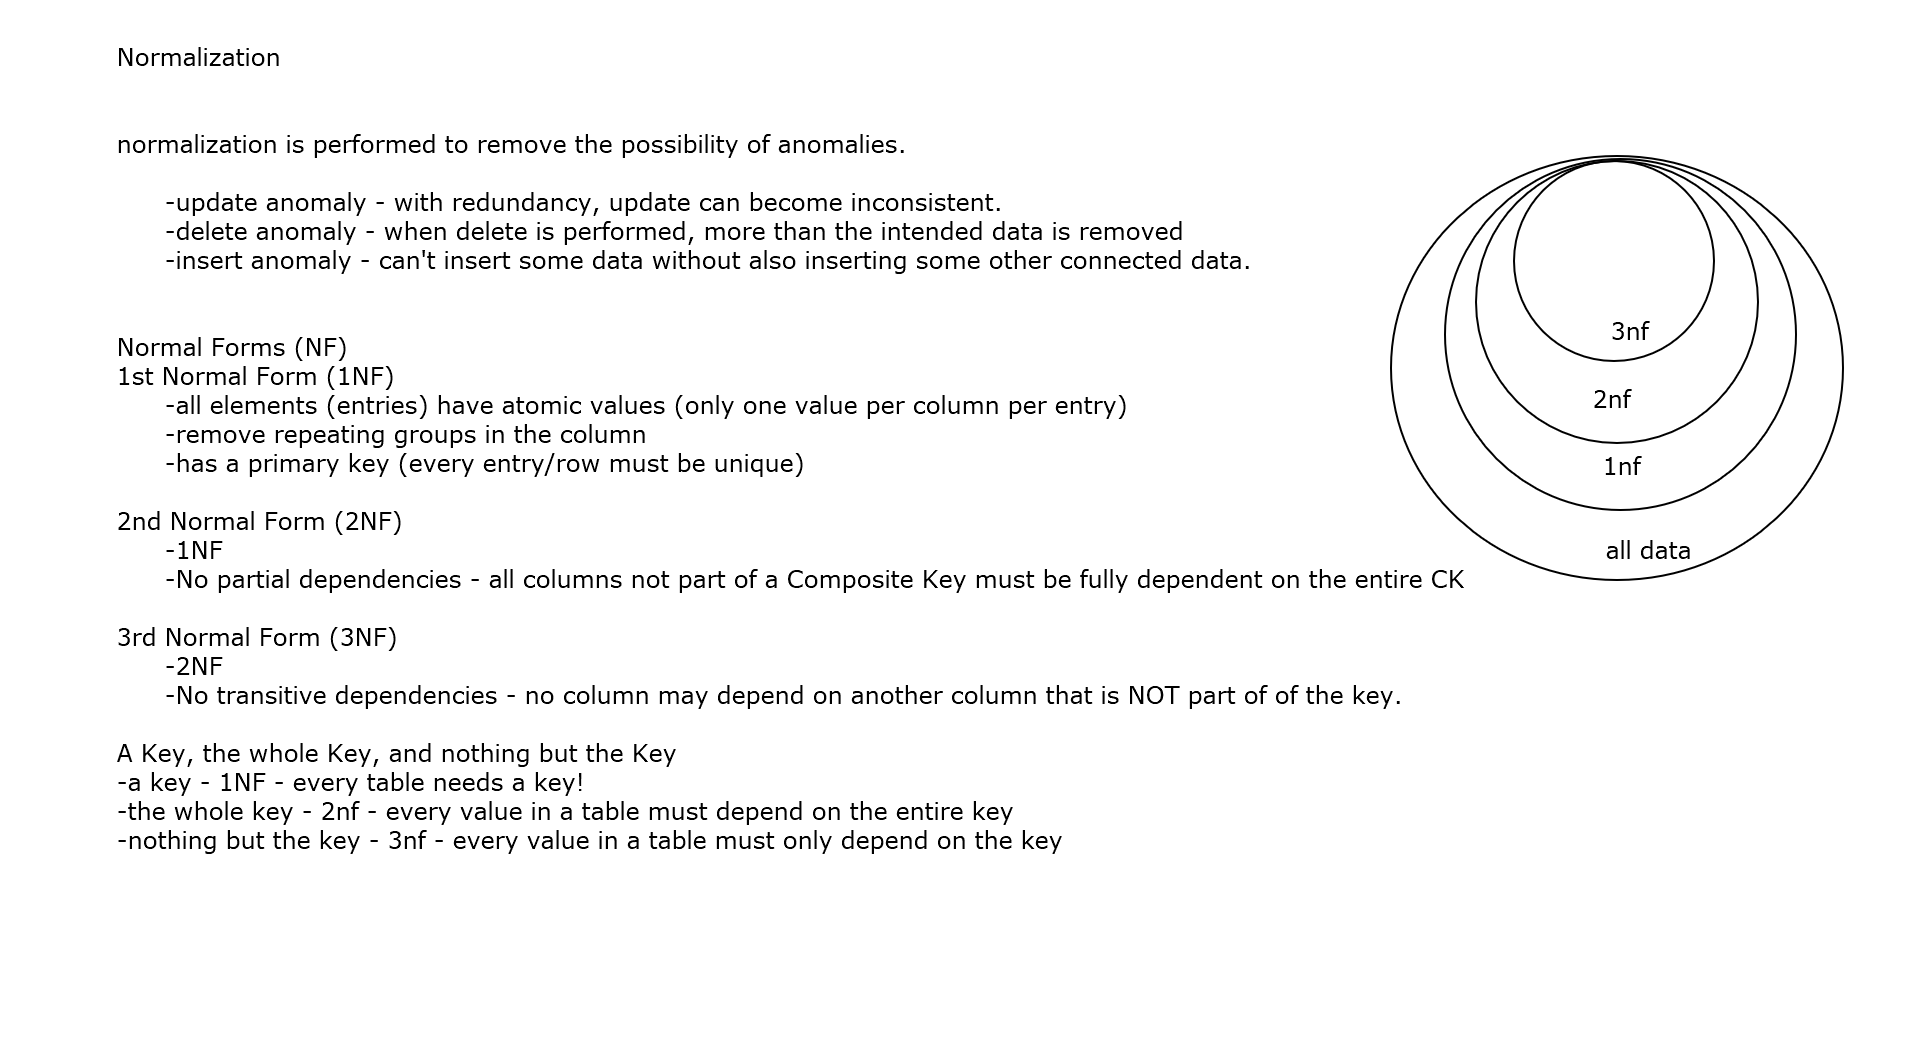 Normalization
normalization is performed to remove the possibility of anomalies.
-update anomaly - with redundancy, update can become inconsistent.
-delete anomaly - when delete is performed, more than the intended data is removed
-insert anomaly - can't insert some data without also inserting some other connected data.
Normal Forms (NF)
1st Normal Form (1NF)
-all elements (entries) have atomic values (only one value per column per entry)
-remove repeating groups in the column
-has a primary key (every entry/row must be unique)
2nd Normal Form (2NF)
-1NF
-No partial dependencies - all columns not part of a Composite Key must be fully dependent on the entire CK
3rd Normal Form (3NF)
-2NF
-No transitive dependencies - no column may depend on another column that is NOT part of of the key.
A Key, the whole Key, and nothing but the Key
-a key - 1NF - every table needs a key!
-the whole key - 2nf - every value in a table must depend on the entire key
-nothing but the key - 3nf - every value in a table must only depend on the key
3nf
2nf
1nf
all data